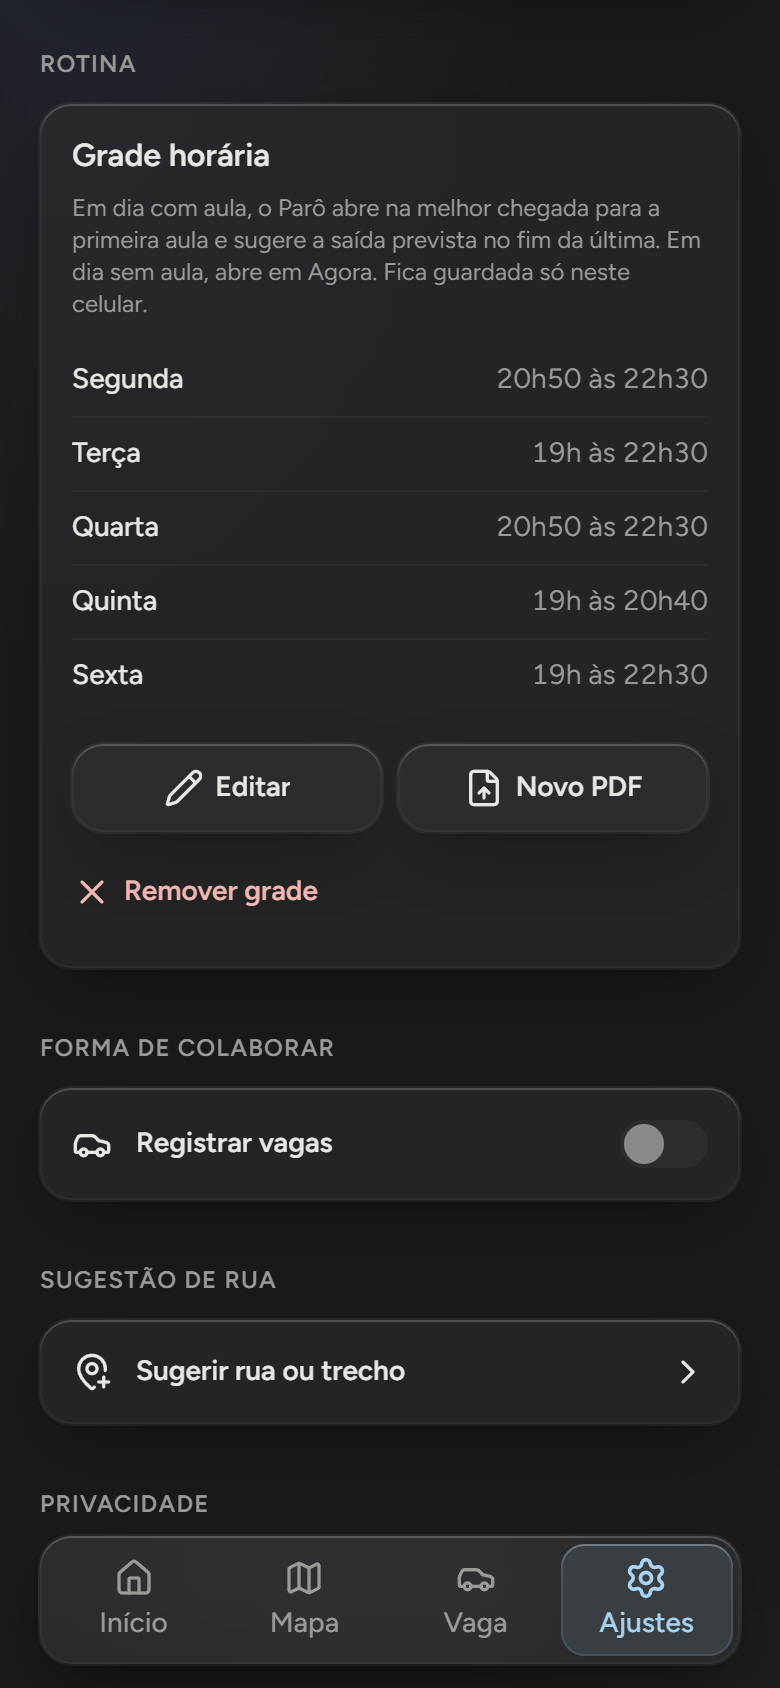 ROTINA
Grade horária
Em dia com aula, o Parô abre na melhor chegada para a
primeira aula e sugere a saída prevista no fim da última. Em
dia sem aula, abre em Agora. Fica guardada só neste
celular.
Segunda 20h50 às 22h30
Terça 19h às 22h30
Quarta 20h50 às 22h30
Quinta 19h às 20h40
Sexta 19h às 22h30
Editar Novo PDF
Remover grade
FORMA DE COLABORAR
Registrar vagas
SUGESTÃO DE RUA
Sugerir rua ou trecho
PRIVACIDADE
Início Mapa Vaga Ajustes